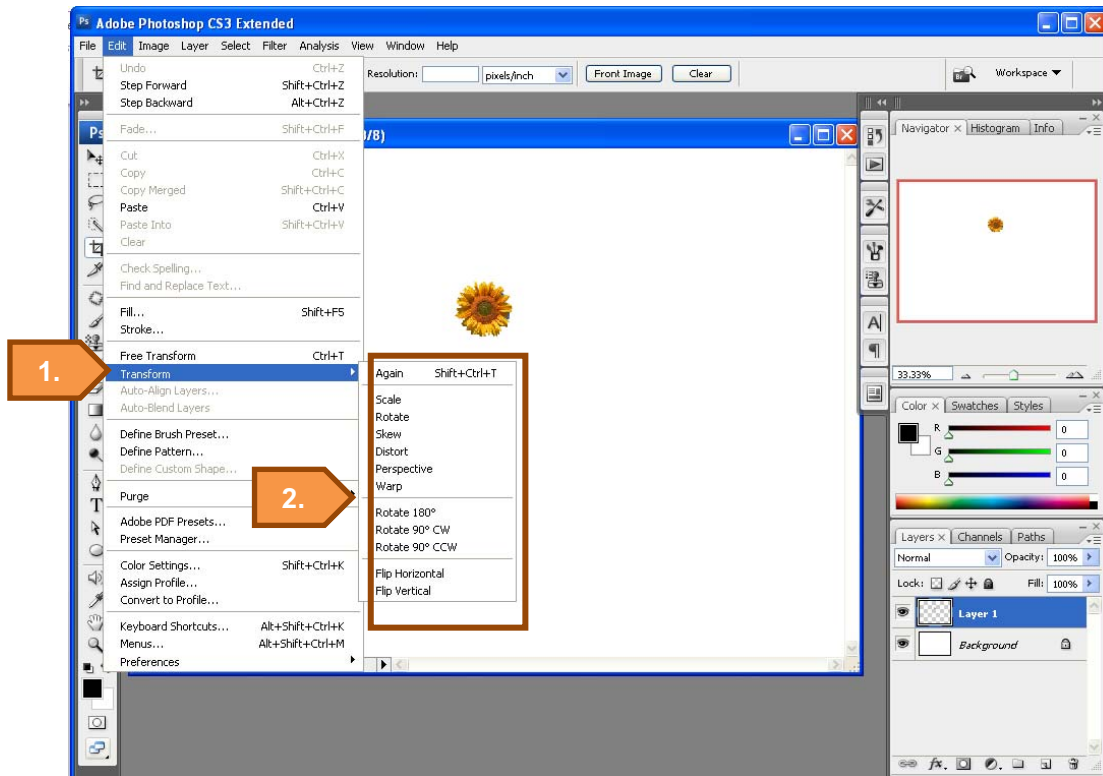 Ps Adobe Photoshop CS3 Extended
File Edit Image Layer Select Filter Analysis View Window Help
Resolution: pixels/inch Front Image Clear Br Workspace
Undo Ctrl+Z
Step Forward Shift+Ctrl+Z
Step Backward Alt+Ctrl+Z
Fade... Shift+Ctrl+F
Cut Ctrl+X
Copy Ctrl+C
Copy Merged Shift+Ctrl+C
Paste Ctrl+V
Paste Into Shift+Ctrl+V
Clear
Check Spelling...
Find and Replace Text...
Fill... Shift+F5
Stroke...
Free Transform Ctrl+T
1.
Transform
Auto-Align Layers...
Auto-Blend Layers
Define Brush Preset...
Define Pattern...
Define Custom Shape...
Purge
Adobe PDF Presets...
Preset Manager...
Color Settings... Shift+Ctrl+K
Assign Profile...
Convert to Profile...
Keyboard Shortcuts... Alt+Shift+Ctrl+K
Menus... Alt+Shift+Ctrl+M
Preferences
2.
Again Shift+Ctrl+T
Scale
Rotate
Skew
Distort
Perspective
Warp
Rotate 180°
Rotate 90° CW
Rotate 90° CCW
Flip Horizontal
Flip Vertical
Ps
/8)
T
A
Navigator × Histogram Info
33.33%
Color × Swatches Styles
R 0
G 0
B 0
Layers × Channels Paths
Normal Opacity: 100%
Lock: Fill: 100%
Layer 1
Background
fx.